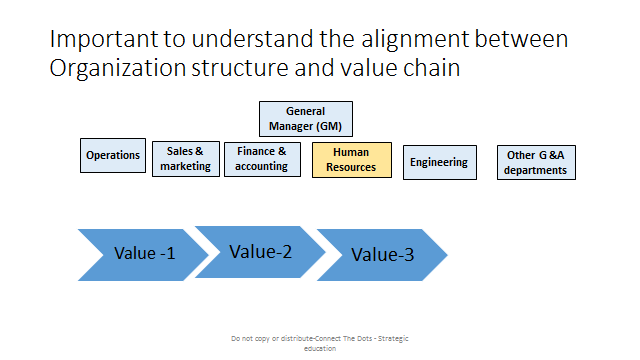 Important to understand the alignment between
Organization structure and value chain
General
Manager (GM)
Operations
Sales &
marketing
Finance &
accounting
Human
Resources
Engineering
Other G &A
departments
Value -1
Value-2
Value-3
Do not copy or distribute-Connect The Dots - Strategic
education